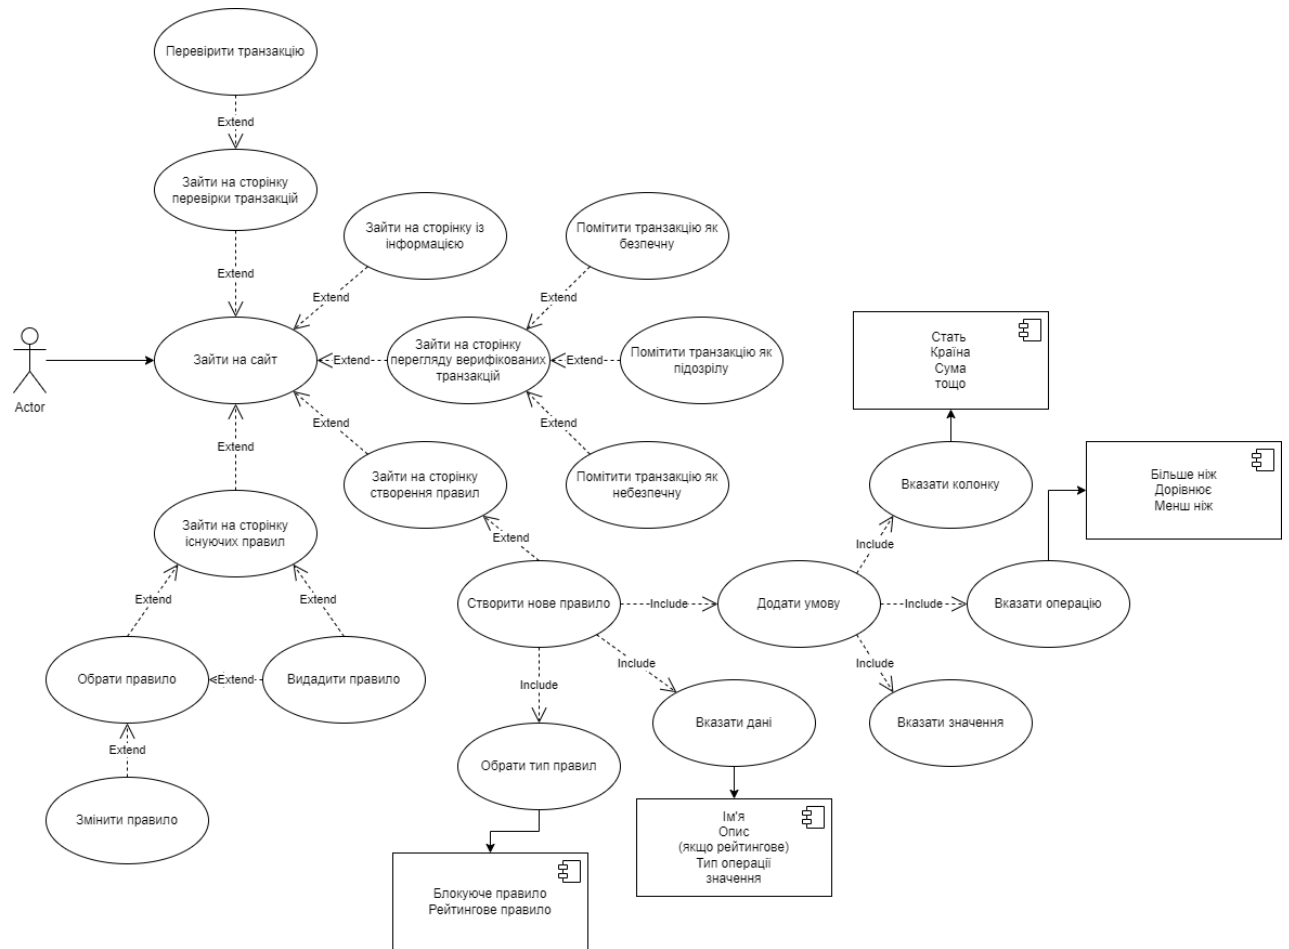 Перевірити транзакцію
Extend
Зайти на сторінку
перевірки транзакцій
Extend
Зайти на сторінку із
інформацією
Extend
Помітити транзакцію як
безпечну
Extend
Actor
Зайти на сайт
Extend
Зайти на сторінку
перегляду верифікованих
транзакцій
Extend
Помітити транзакцію як
підозрілу
Стать
Країна
Сума
тощо
Extend
Extend
Extend
Зайти на сторінку
створення правил
Помітити транзакцію як
небезпечну
Вказати колонку
Більше ніж
Дорівнює
Менш ніж
Зайти на сторінку
існуючих правил
Extend
Include
Extend
Extend
Створити нове правило
Include
Додати умову
Include
Вказати операцію
Обрати правило
Extend
Видадити правило
Include
Include
Include
Вказати дані
Вказати значення
Extend
Обрати тип правил
Змінити правило
Ім'я
Опис
(якщо рейтингове)
Тип операції
значення
Блокуюче правило
Рейтингове правило